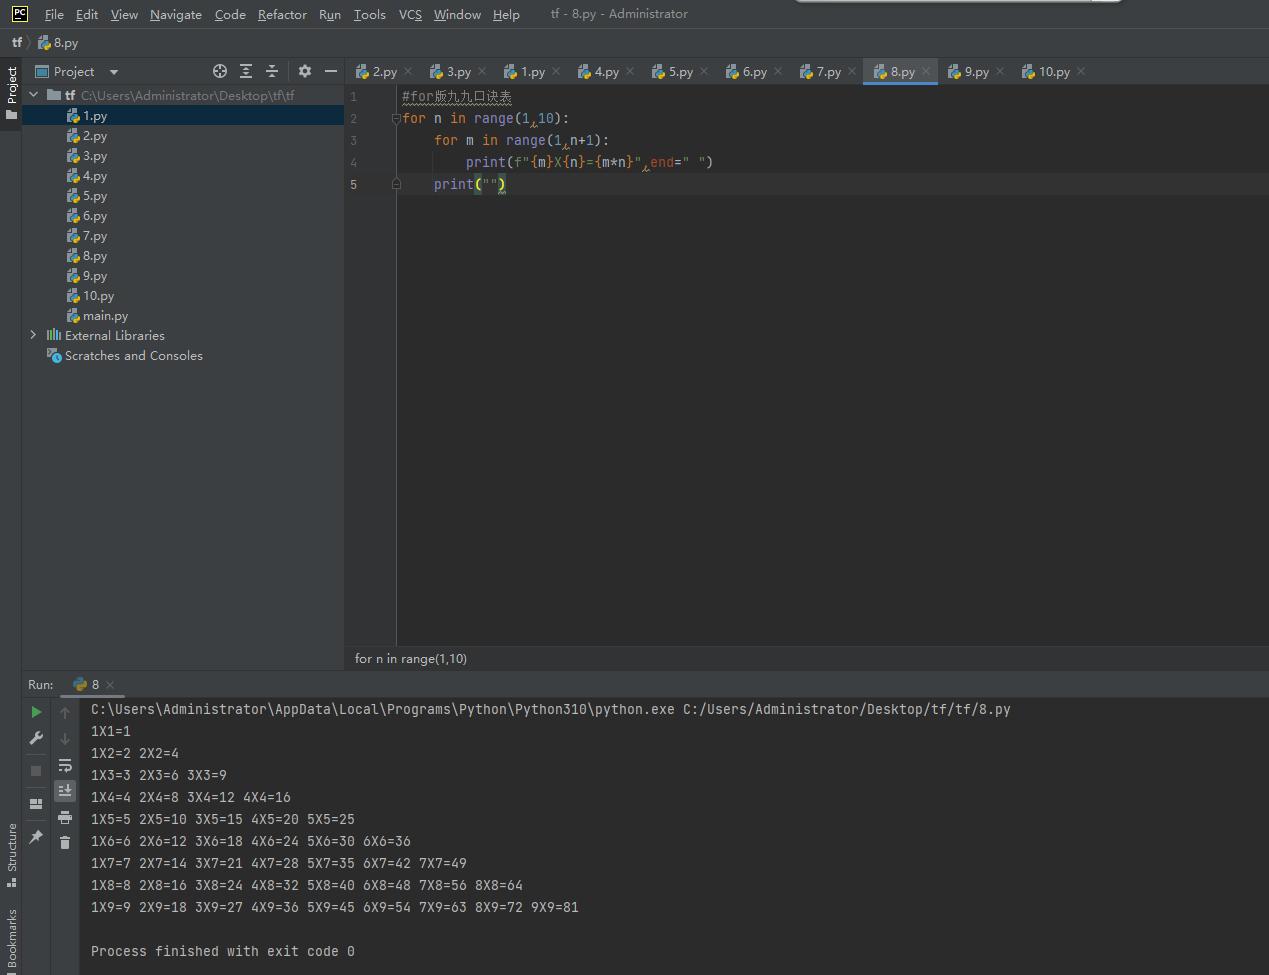 PC File Edit View Navigate Code Refactor Run Tools VCS Window Help tf - 8.py - Administrator
tf 8.py
Project
Project
2.py 3.py 1.py 4.py 5.py 6.py 7.py 8.py 9.py 10.py
tf C:\Users\Administrator\Desktop\tf\tf
1.py
2.py
3.py
4.py
5.py
6.py
7.py
8.py
9.py
10.py
main.py
External Libraries
Scratches and Consoles
1 #for版九九口诀表
2 for n in range(1,10):
3 for m in range(1,n+1):
4 print(f"{m}X{n}={m*n}",end=" ")
5 print("")
for n in range(1,10)
Run: 8
C:\Users\Administrator\AppData\Local\Programs\Python\Python310\python.exe C:/Users/Administrator/Desktop/tf/tf/8.py
1X1=1
1X2=2 2X2=4
1X3=3 2X3=6 3X3=9
1X4=4 2X4=8 3X4=12 4X4=16
1X5=5 2X5=10 3X5=15 4X5=20 5X5=25
1X6=6 2X6=12 3X6=18 4X6=24 5X6=30 6X6=36
1X7=7 2X7=14 3X7=21 4X7=28 5X7=35 6X7=42 7X7=49
1X8=8 2X8=16 3X8=24 4X8=32 5X8=40 6X8=48 7X8=56 8X8=64
1X9=9 2X9=18 3X9=27 4X9=36 5X9=45 6X9=54 7X9=63 8X9=72 9X9=81
Process finished with exit code 0
Structure
Bookmarks